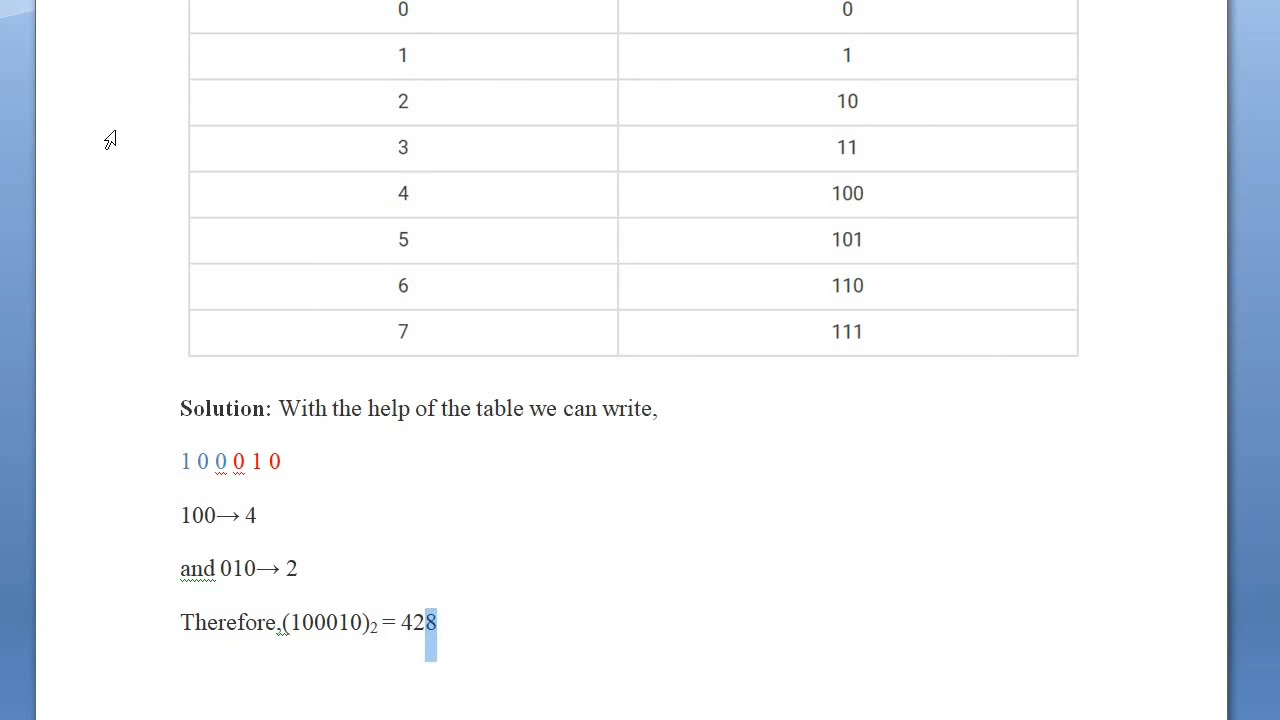 0 0
1 1
2 10
3 11
4 100
5 101
6 110
7 111
Solution: With the help of the table we can write,
1 0 0 0 1 0
100→ 4
and 010→ 2
Therefore,(100010)₂ = 428